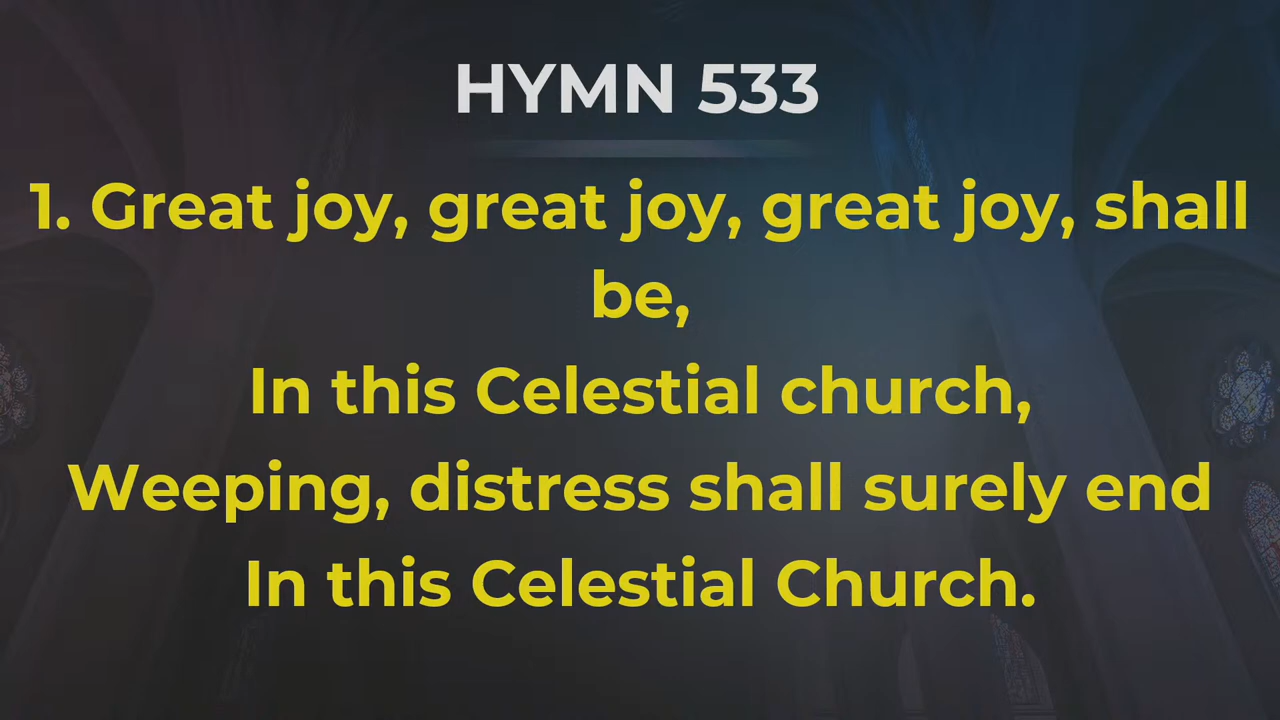 HYMN 533
1. Great joy, great joy, great joy, shall
be,
In this Celestial church,
Weeping, distress shall surely end
In this Celestial Church.